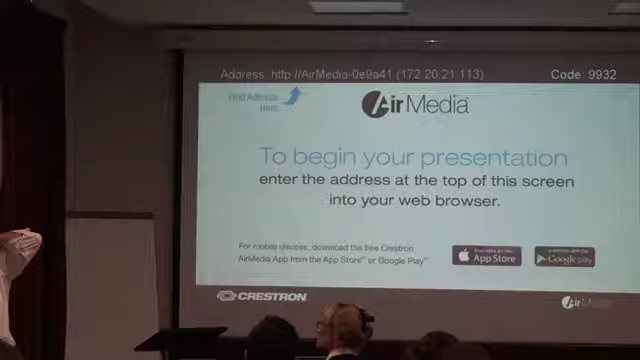 Address: http://AirMedia-0e9a41 (172.20.21.113)
Code: 9932
Find Address
Here
AirMedia
To begin your presentation
enter the address at the top of this screen
into your web browser.
For mobile devices, download the free Crestron
AirMedia App from the App Store℠ or Google Play™
App Store
Google play
CRESTRON
AirMedia